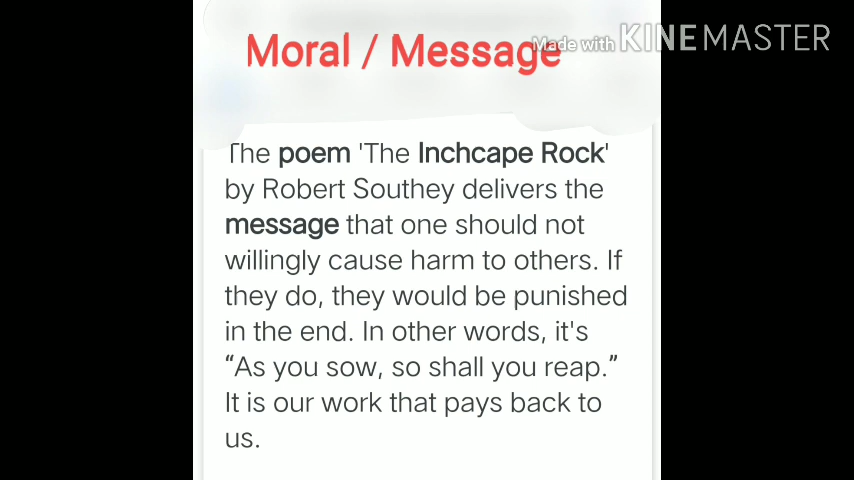 Moral / Message
Made with KINEMASTER
The poem 'The Inchcape Rock'
by Robert Southey delivers the
message that one should not
willingly cause harm to others. If
they do, they would be punished
in the end. In other words, it's
“As you sow, so shall you reap.”
It is our work that pays back to
us.